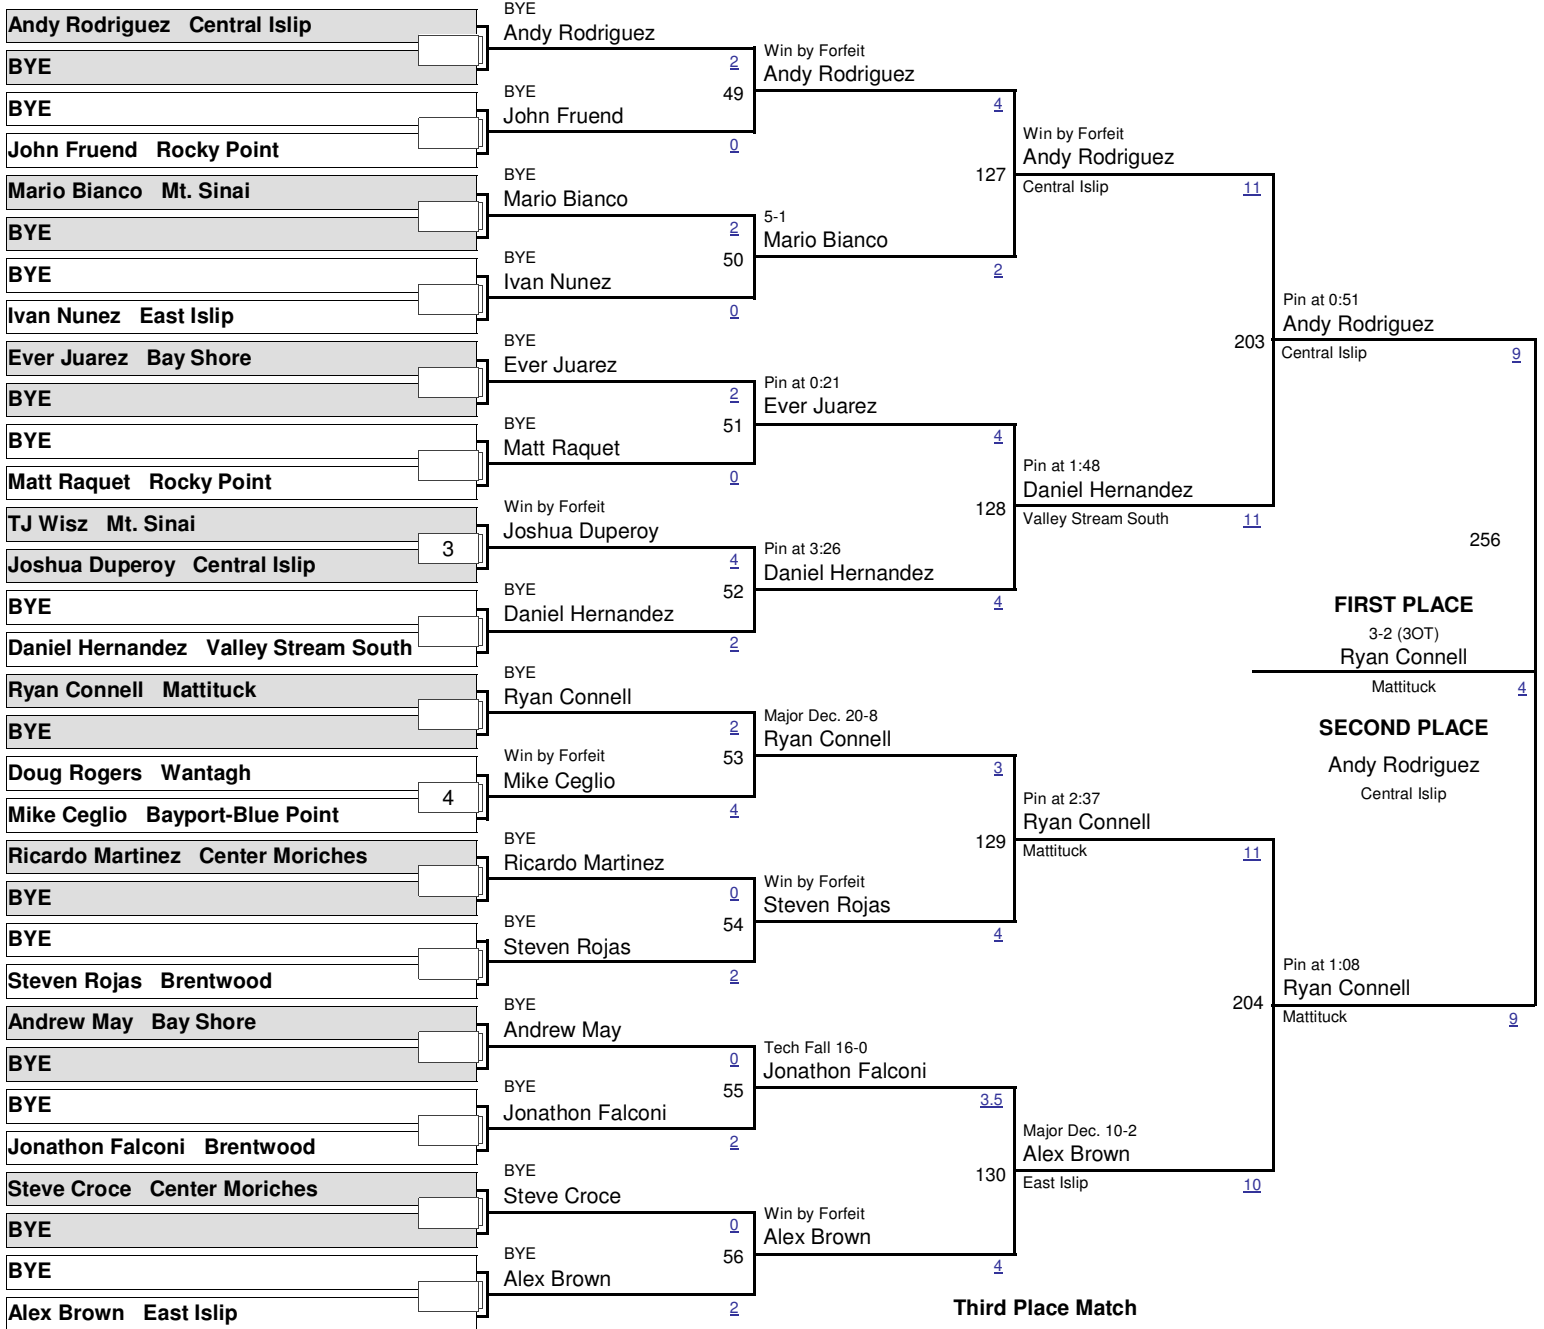 Andy Rodriguez Central Islip
BYE
BYE
John Fruend Rocky Point
Mario Bianco Mt. Sinai
BYE
BYE
Ivan Nunez East Islip
Ever Juarez Bay Shore
BYE
BYE
Matt Raquet Rocky Point
TJ Wisz Mt. Sinai
3
Joshua Duperoy Central Islip
BYE
Daniel Hernandez Valley Stream South
Ryan Connell Mattituck
BYE
Doug Rogers Wantagh
4
Mike Ceglio Bayport-Blue Point
Ricardo Martinez Center Moriches
BYE
BYE
Steven Rojas Brentwood
Andrew May Bay Shore
BYE
BYE
Jonathon Falconi Brentwood
Steve Croce Center Moriches
BYE
BYE
Alex Brown East Islip
BYE
Andy Rodriguez
2
49
BYE
John Fruend
0
BYE
Mario Bianco
2
50
BYE
Ivan Nunez
0
BYE
Ever Juarez
2
51
BYE
Matt Raquet
0
Win by Forfeit
Joshua Duperoy
4
52
BYE
Daniel Hernandez
2
BYE
Ryan Connell
2
53
Win by Forfeit
Mike Ceglio
4
BYE
Ricardo Martinez
0
54
BYE
Steven Rojas
2
BYE
Andrew May
0
55
BYE
Jonathon Falconi
2
BYE
Steve Croce
0
56
BYE
Alex Brown
2
Win by Forfeit
Andy Rodriguez
4
127
5-1
Mario Bianco
2
Pin at 0:21
Ever Juarez
4
128
Pin at 3:26
Daniel Hernandez
4
Major Dec. 20-8
Ryan Connell
3
129
Win by Forfeit
Steven Rojas
4
Tech Fall 16-0
Jonathon Falconi
3.5
130
Win by Forfeit
Alex Brown
4
Win by Forfeit
Andy Rodriguez
Central Islip
11
203
Pin at 1:48
Daniel Hernandez
Valley Stream South
11
Pin at 2:37
Ryan Connell
Mattituck
11
204
Major Dec. 10-2
Alex Brown
East Islip
10
Pin at 0:51
Andy Rodriguez
Central Islip
9
256
FIRST PLACE
3-2 (3OT)
Ryan Connell
Mattituck
4
SECOND PLACE
Andy Rodriguez
Central Islip
Pin at 1:08
Ryan Connell
Mattituck
9
Third Place Match